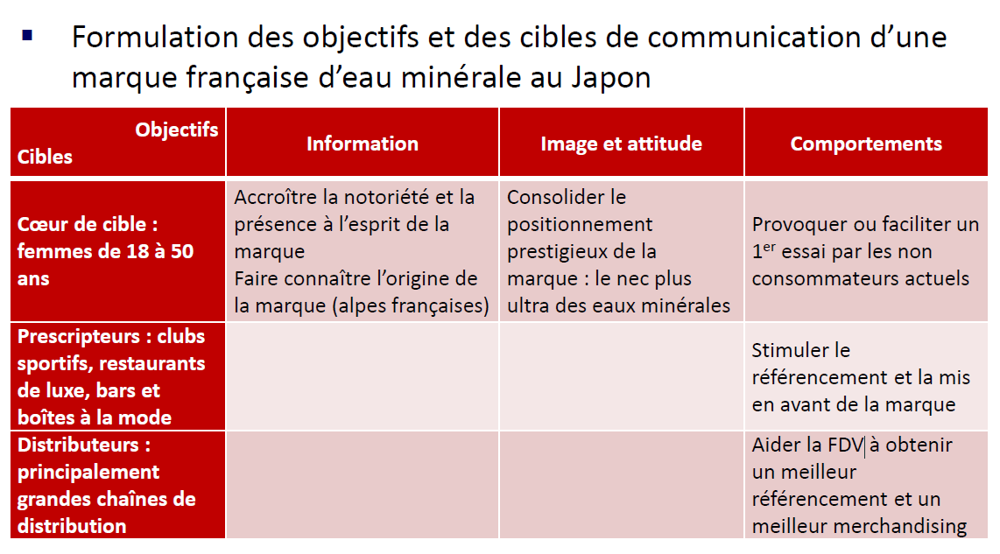 ▪ Formulation des objectifs et des cibles de communication d’une
marque française d’eau minérale au Japon
Objectifs
Cibles
Information
Image et attitude
Comportements
Cœur de cible :
femmes de 18 à 50
ans
Accroître la notoriété et la
présence à l’esprit de la
marque
Faire connaître l’origine de
la marque (alpes françaises)
Consolider le
positionnement
prestigieux de la
marque : le nec plus
ultra des eaux minérales
Provoquer ou faciliter un
1er essai par les non
consommateurs actuels
Prescripteurs : clubs
sportifs, restaurants
de luxe, bars et
boîtes à la mode
Stimuler le
référencement et la mis
en avant de la marque
Distributeurs :
principalement
grandes chaînes de
distribution
Aider la FDV à obtenir
un meilleur
référencement et un
meilleur merchandising